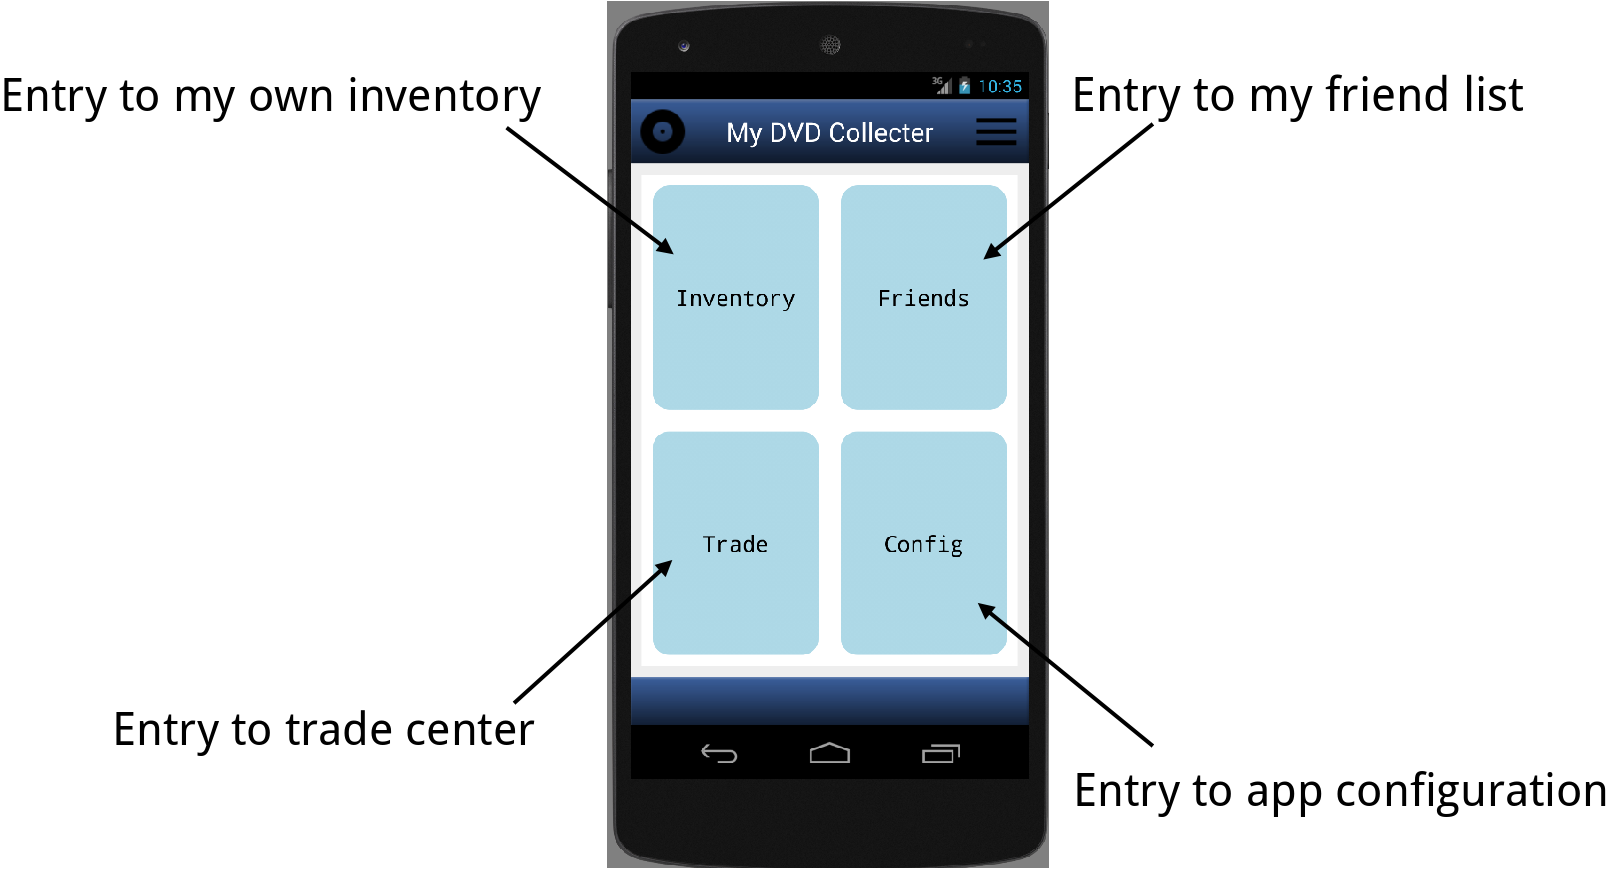 Entry to my own inventory
Entry to my friend list
3G
10:35
My DVD Collecter
Inventory
Friends
Trade
Config
Entry to trade center
Entry to app configuration